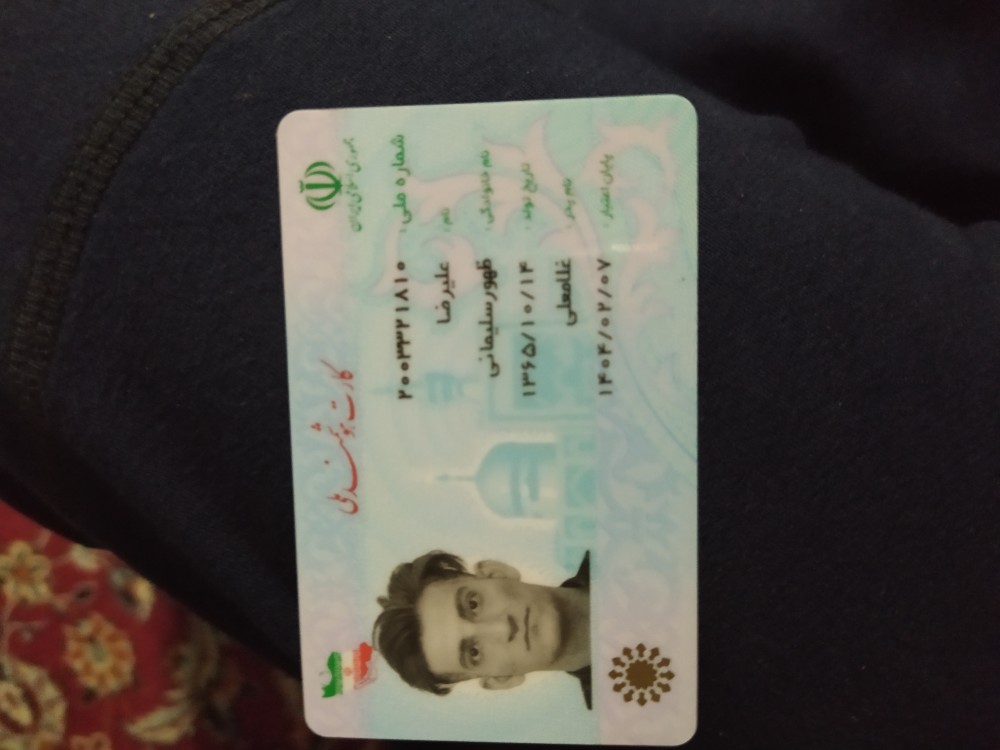 جمهوری اسلامی ایران
کارت هوشمند ملی
شماره ملی: ۲۰۰۳۳۲۱۸۱۰
نام: علیرضا
نام خانوادگی: ظهورسلیمانی
تاریخ تولد: ۱۳۶۵/۱۰/۱۴
نام پدر: غلامعلی
پایان اعتبار: ۱۴۰۴/۰۲/۰۷